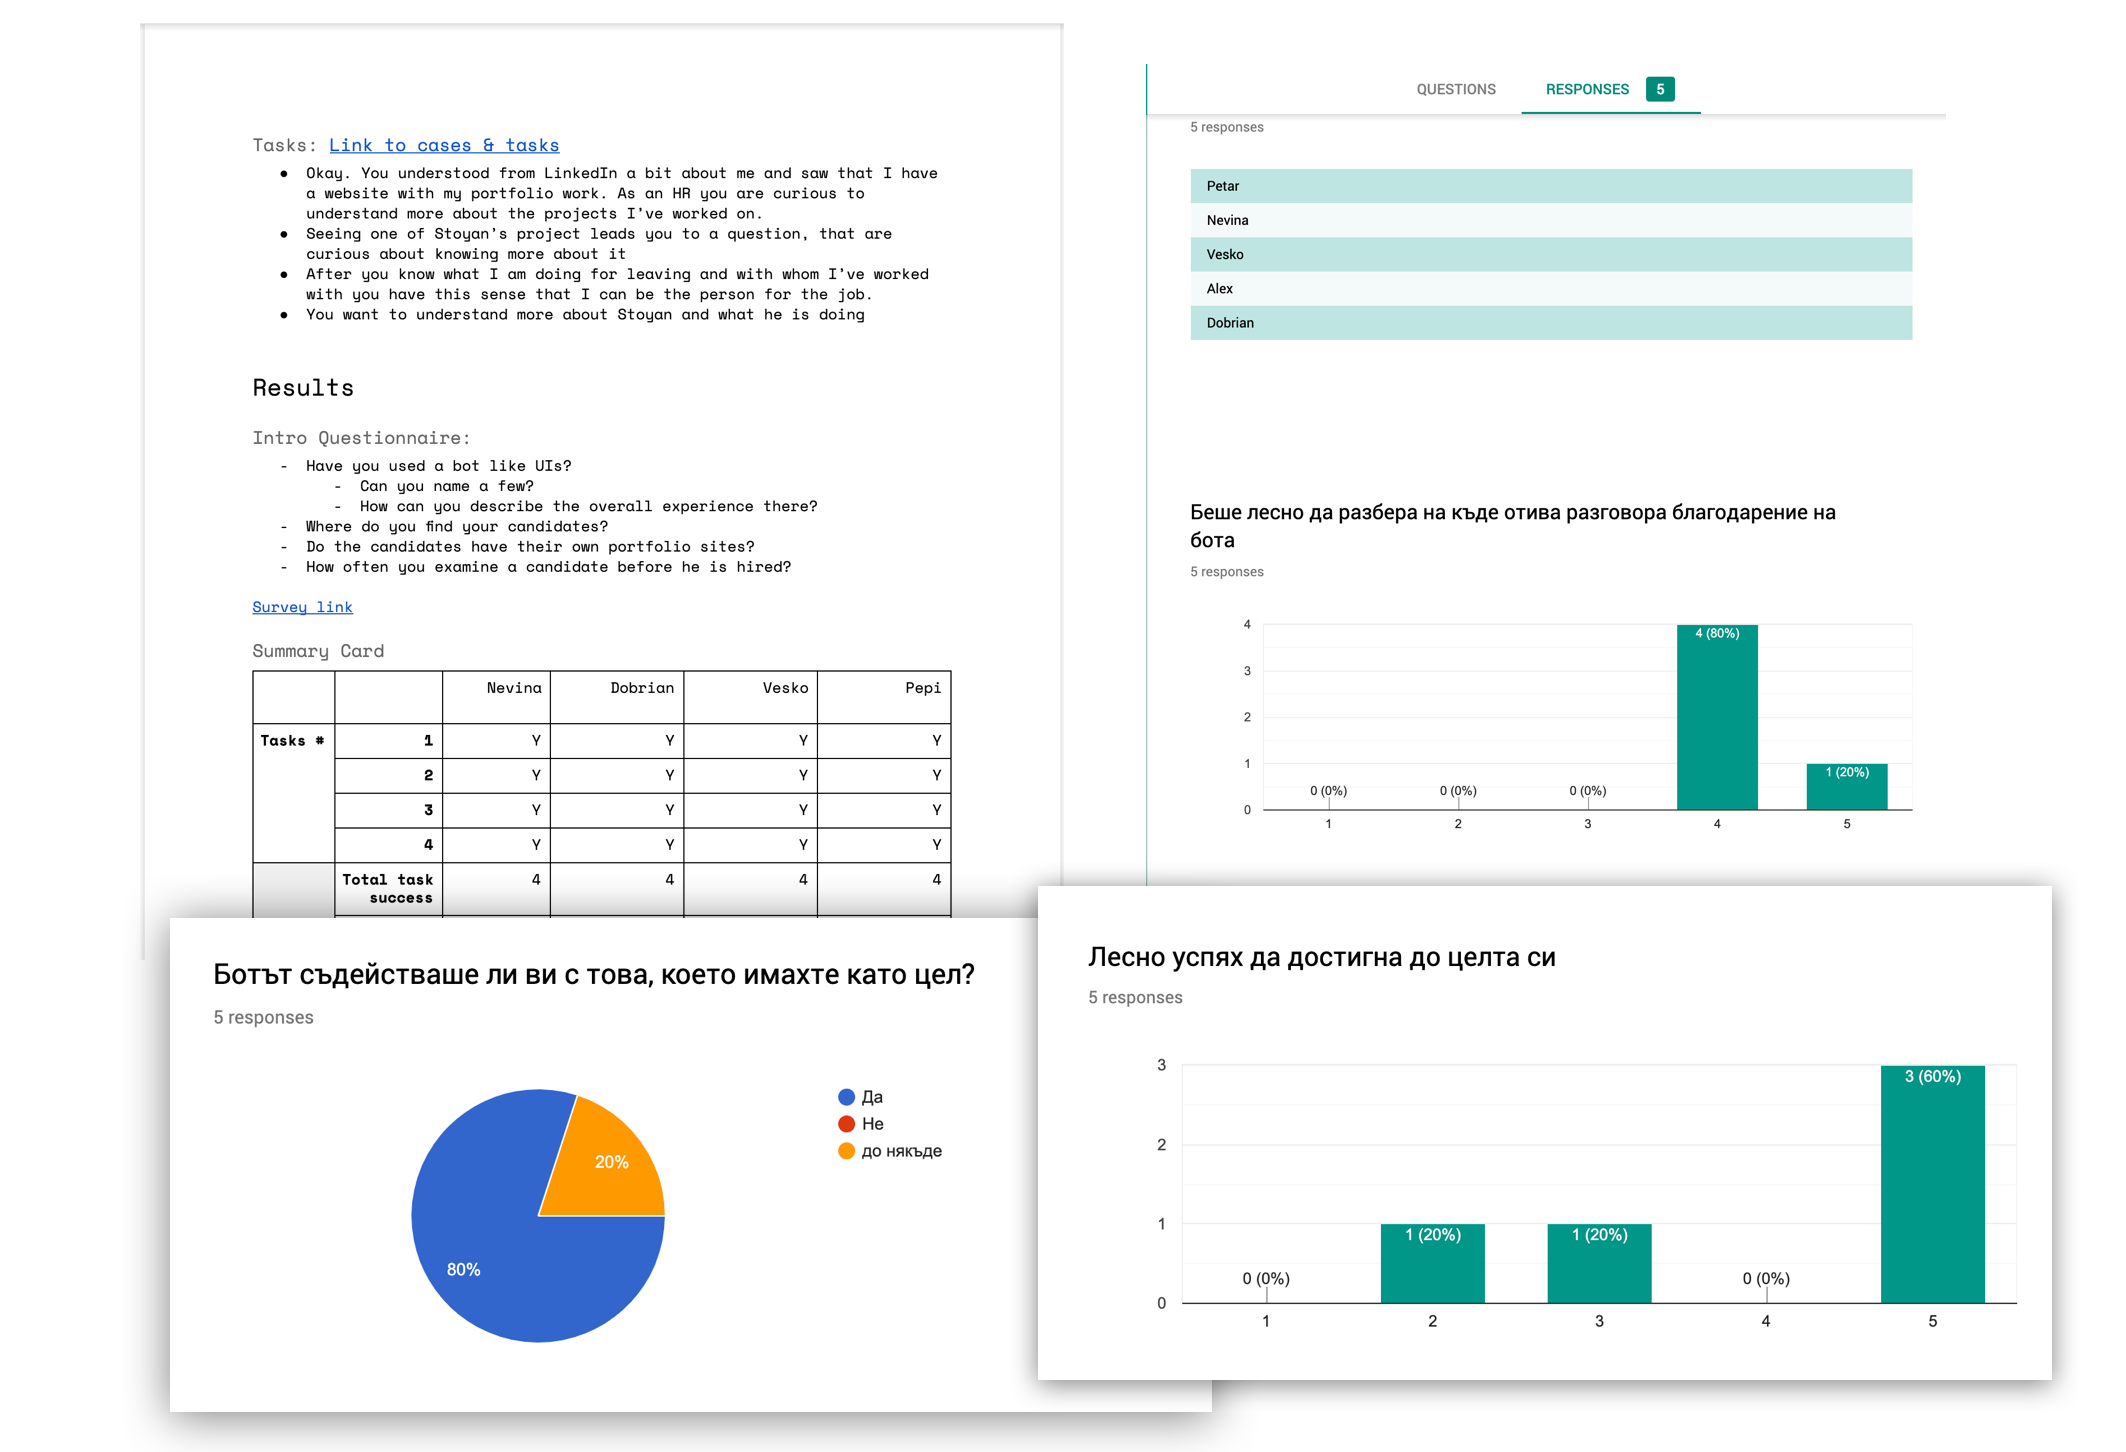 Tasks: Link to cases & tasks
● Okay. You understood from LinkedIn a bit about me and saw that I have
a website with my portfolio work. As an HR you are curious to
understand more about the projects I've worked on.
● Seeing one of Stoyan's project leads you to a question, that are
curious about knowing more about it
● After you know what I am doing for leaving and with whom I've worked
with you have this sense that I can be the person for the job.
● You want to understand more about Stoyan and what he is doing
Results
Intro Questionnaire:
- Have you used a bot like UIs?
- Can you name a few?
- How can you describe the overall experience there?
- Where do you find your candidates?
- Do the candidates have their own portfolio sites?
- How often you examine a candidate before he is hired?
Survey link
Summary Card
Nevina Dobrian Vesko Pepi
Tasks # 1 Y Y Y Y
2 Y Y Y Y
3 Y Y Y Y
4 Y Y Y Y
Total task 4 4 4 4
success
QUESTIONS RESPONSES 5
5 responses
Petar
Nevina
Vesko
Alex
Dobrian
Беше лесно да разбера на къде отива разговора благодарение на
бота
5 responses
4
4 (80%)
3
2
1
1 (20%)
0 (0%) 0 (0%) 0 (0%)
0
1 2 3 4 5
Ботът съдействаше ли ви с това, което имахте като цел?
5 responses
Да
Не
до някъде
20%
80%
Лесно успях да достигна до целта си
5 responses
3
3 (60%)
2
1
1 (20%) 1 (20%)
0 (0%) 0 (0%)
0
1 2 3 4 5